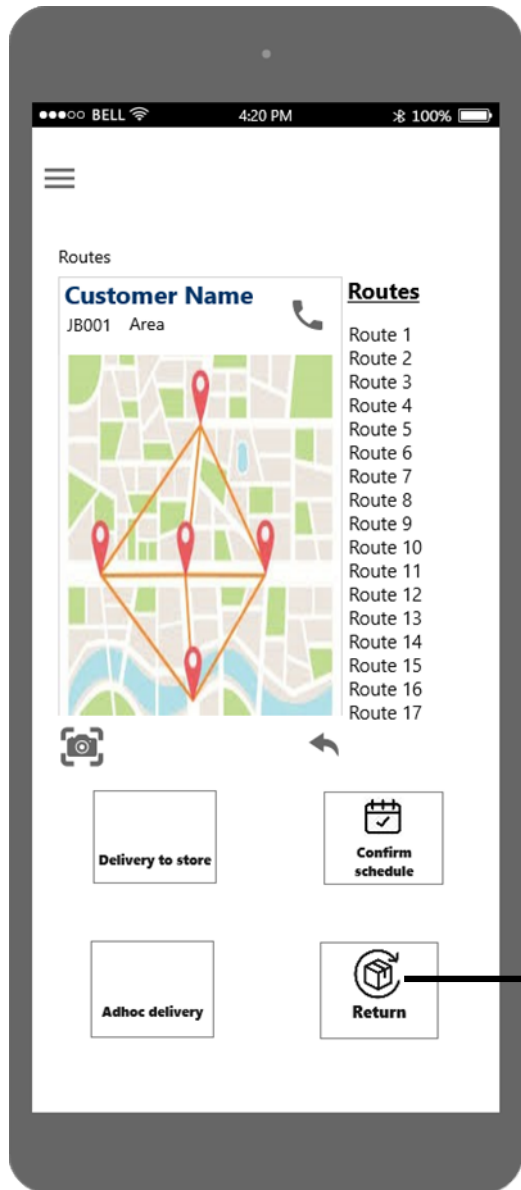 BELL 4:20 PM 100%
Routes
Customer Name
JB001 Area
Routes
Route 1
Route 2
Route 3
Route 4
Route 5
Route 6
Route 7
Route 8
Route 9
Route 10
Route 11
Route 12
Route 13
Route 14
Route 15
Route 16
Route 17
Delivery to store
Confirm
schedule
Adhoc delivery
Return